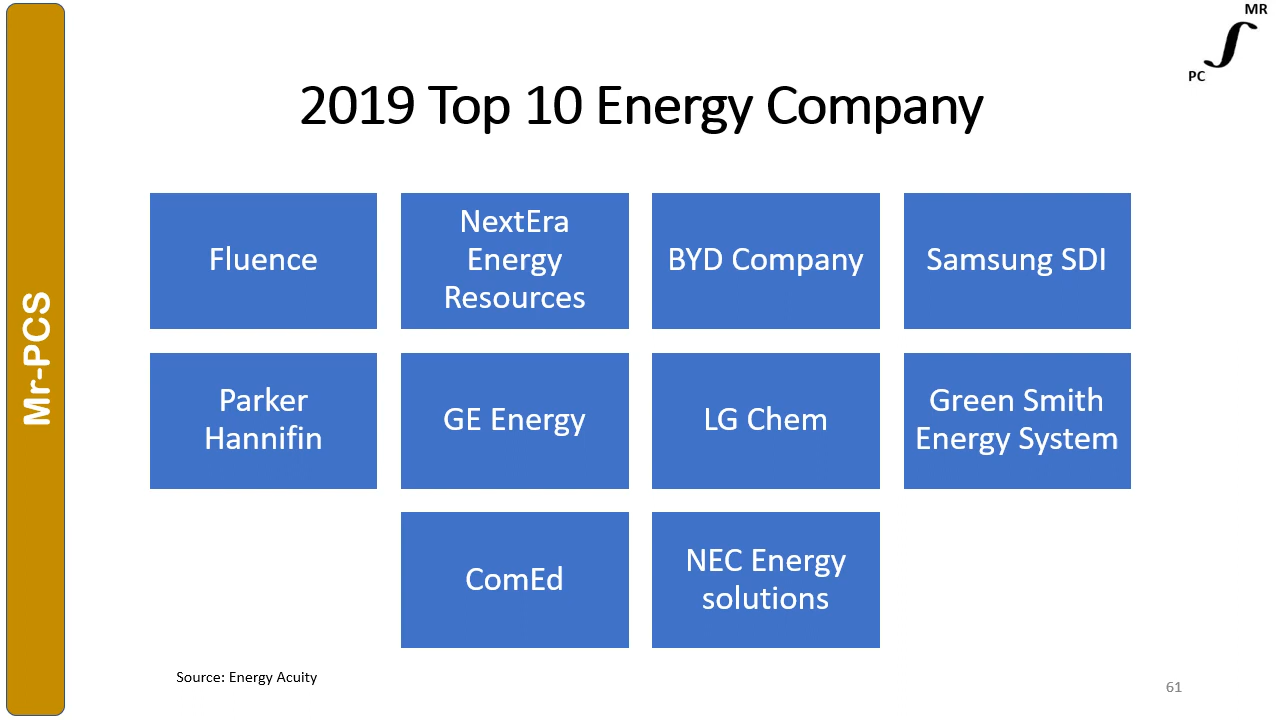 MR
PC
2019 Top 10 Energy Company
Mr-PCS
Fluence
NextEra
Energy
Resources
BYD Company
Samsung SDI
Parker
Hannifin
GE Energy
LG Chem
Green Smith
Energy System
ComEd
NEC Energy
solutions
Source: Energy Acuity
61